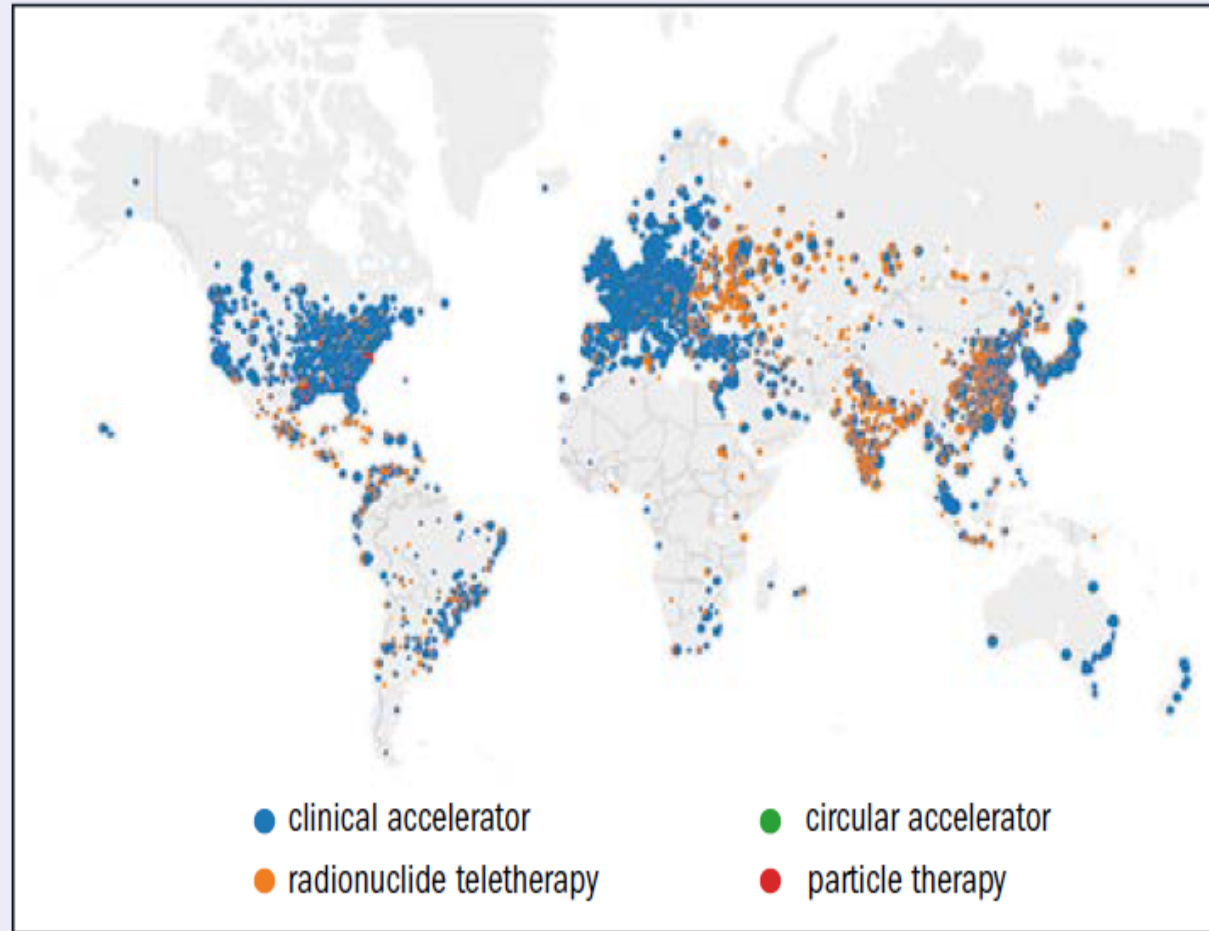 clinical accelerator
circular accelerator
radionuclide teletherapy
particle therapy